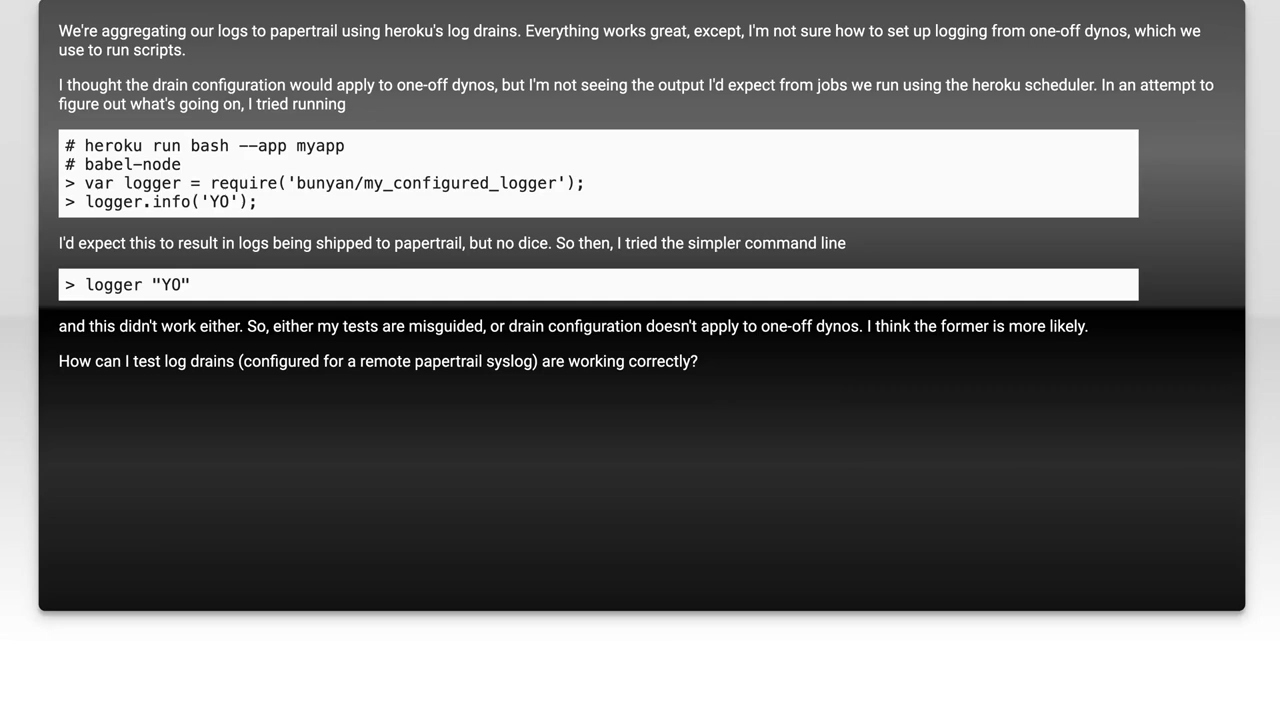 We're aggregating our logs to papertrail using heroku's log drains. Everything works great, except, I'm not sure how to set up logging from one-off dynos, which we
use to run scripts.
I thought the drain configuration would apply to one-off dynos, but I'm not seeing the output I'd expect from jobs we run using the heroku scheduler. In an attempt to
figure out what's going on, I tried running
# heroku run bash --app myapp
# babel-node
> var logger = require('bunyan/my_configured_logger');
> logger.info('YO');
I'd expect this to result in logs being shipped to papertrail, but no dice. So then, I tried the simpler command line
> logger "YO"
and this didn't work either. So, either my tests are misguided, or drain configuration doesn't apply to one-off dynos. I think the former is more likely.
How can I test log drains (configured for a remote papertrail syslog) are working correctly?